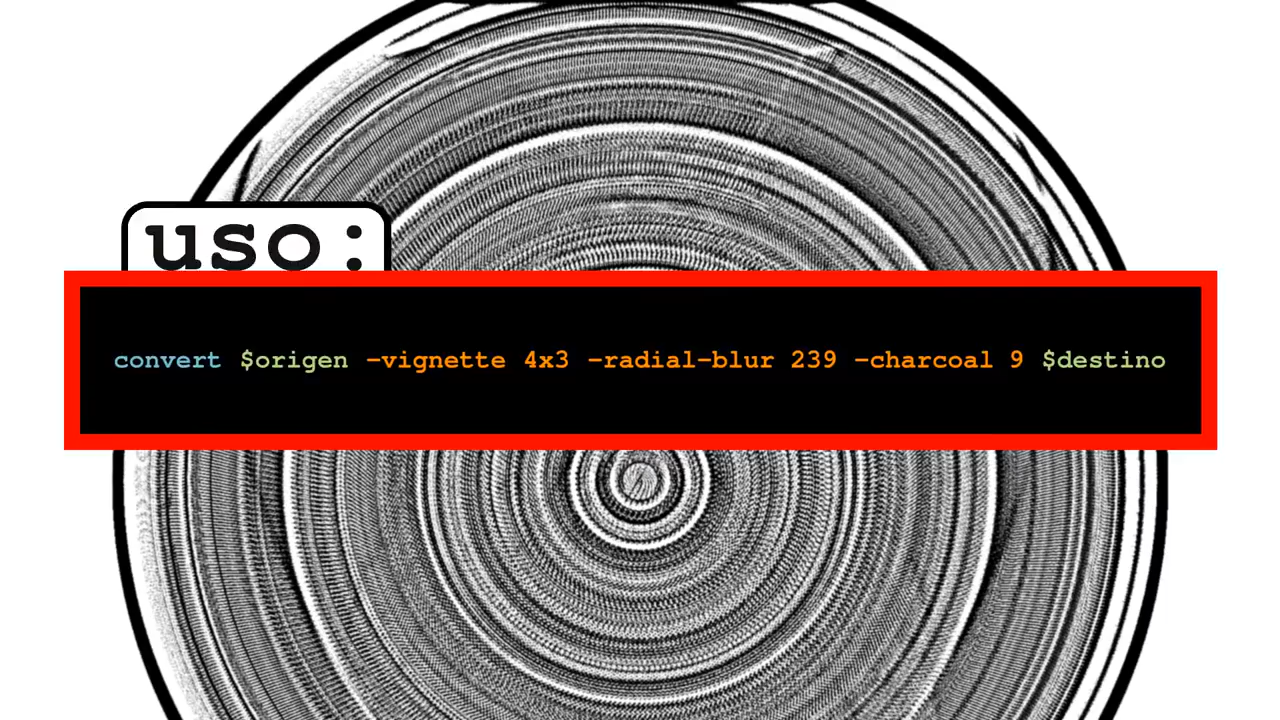 uso:
convert $origen -vignette 4x3 -radial-blur 239 -charcoal 9 $destino